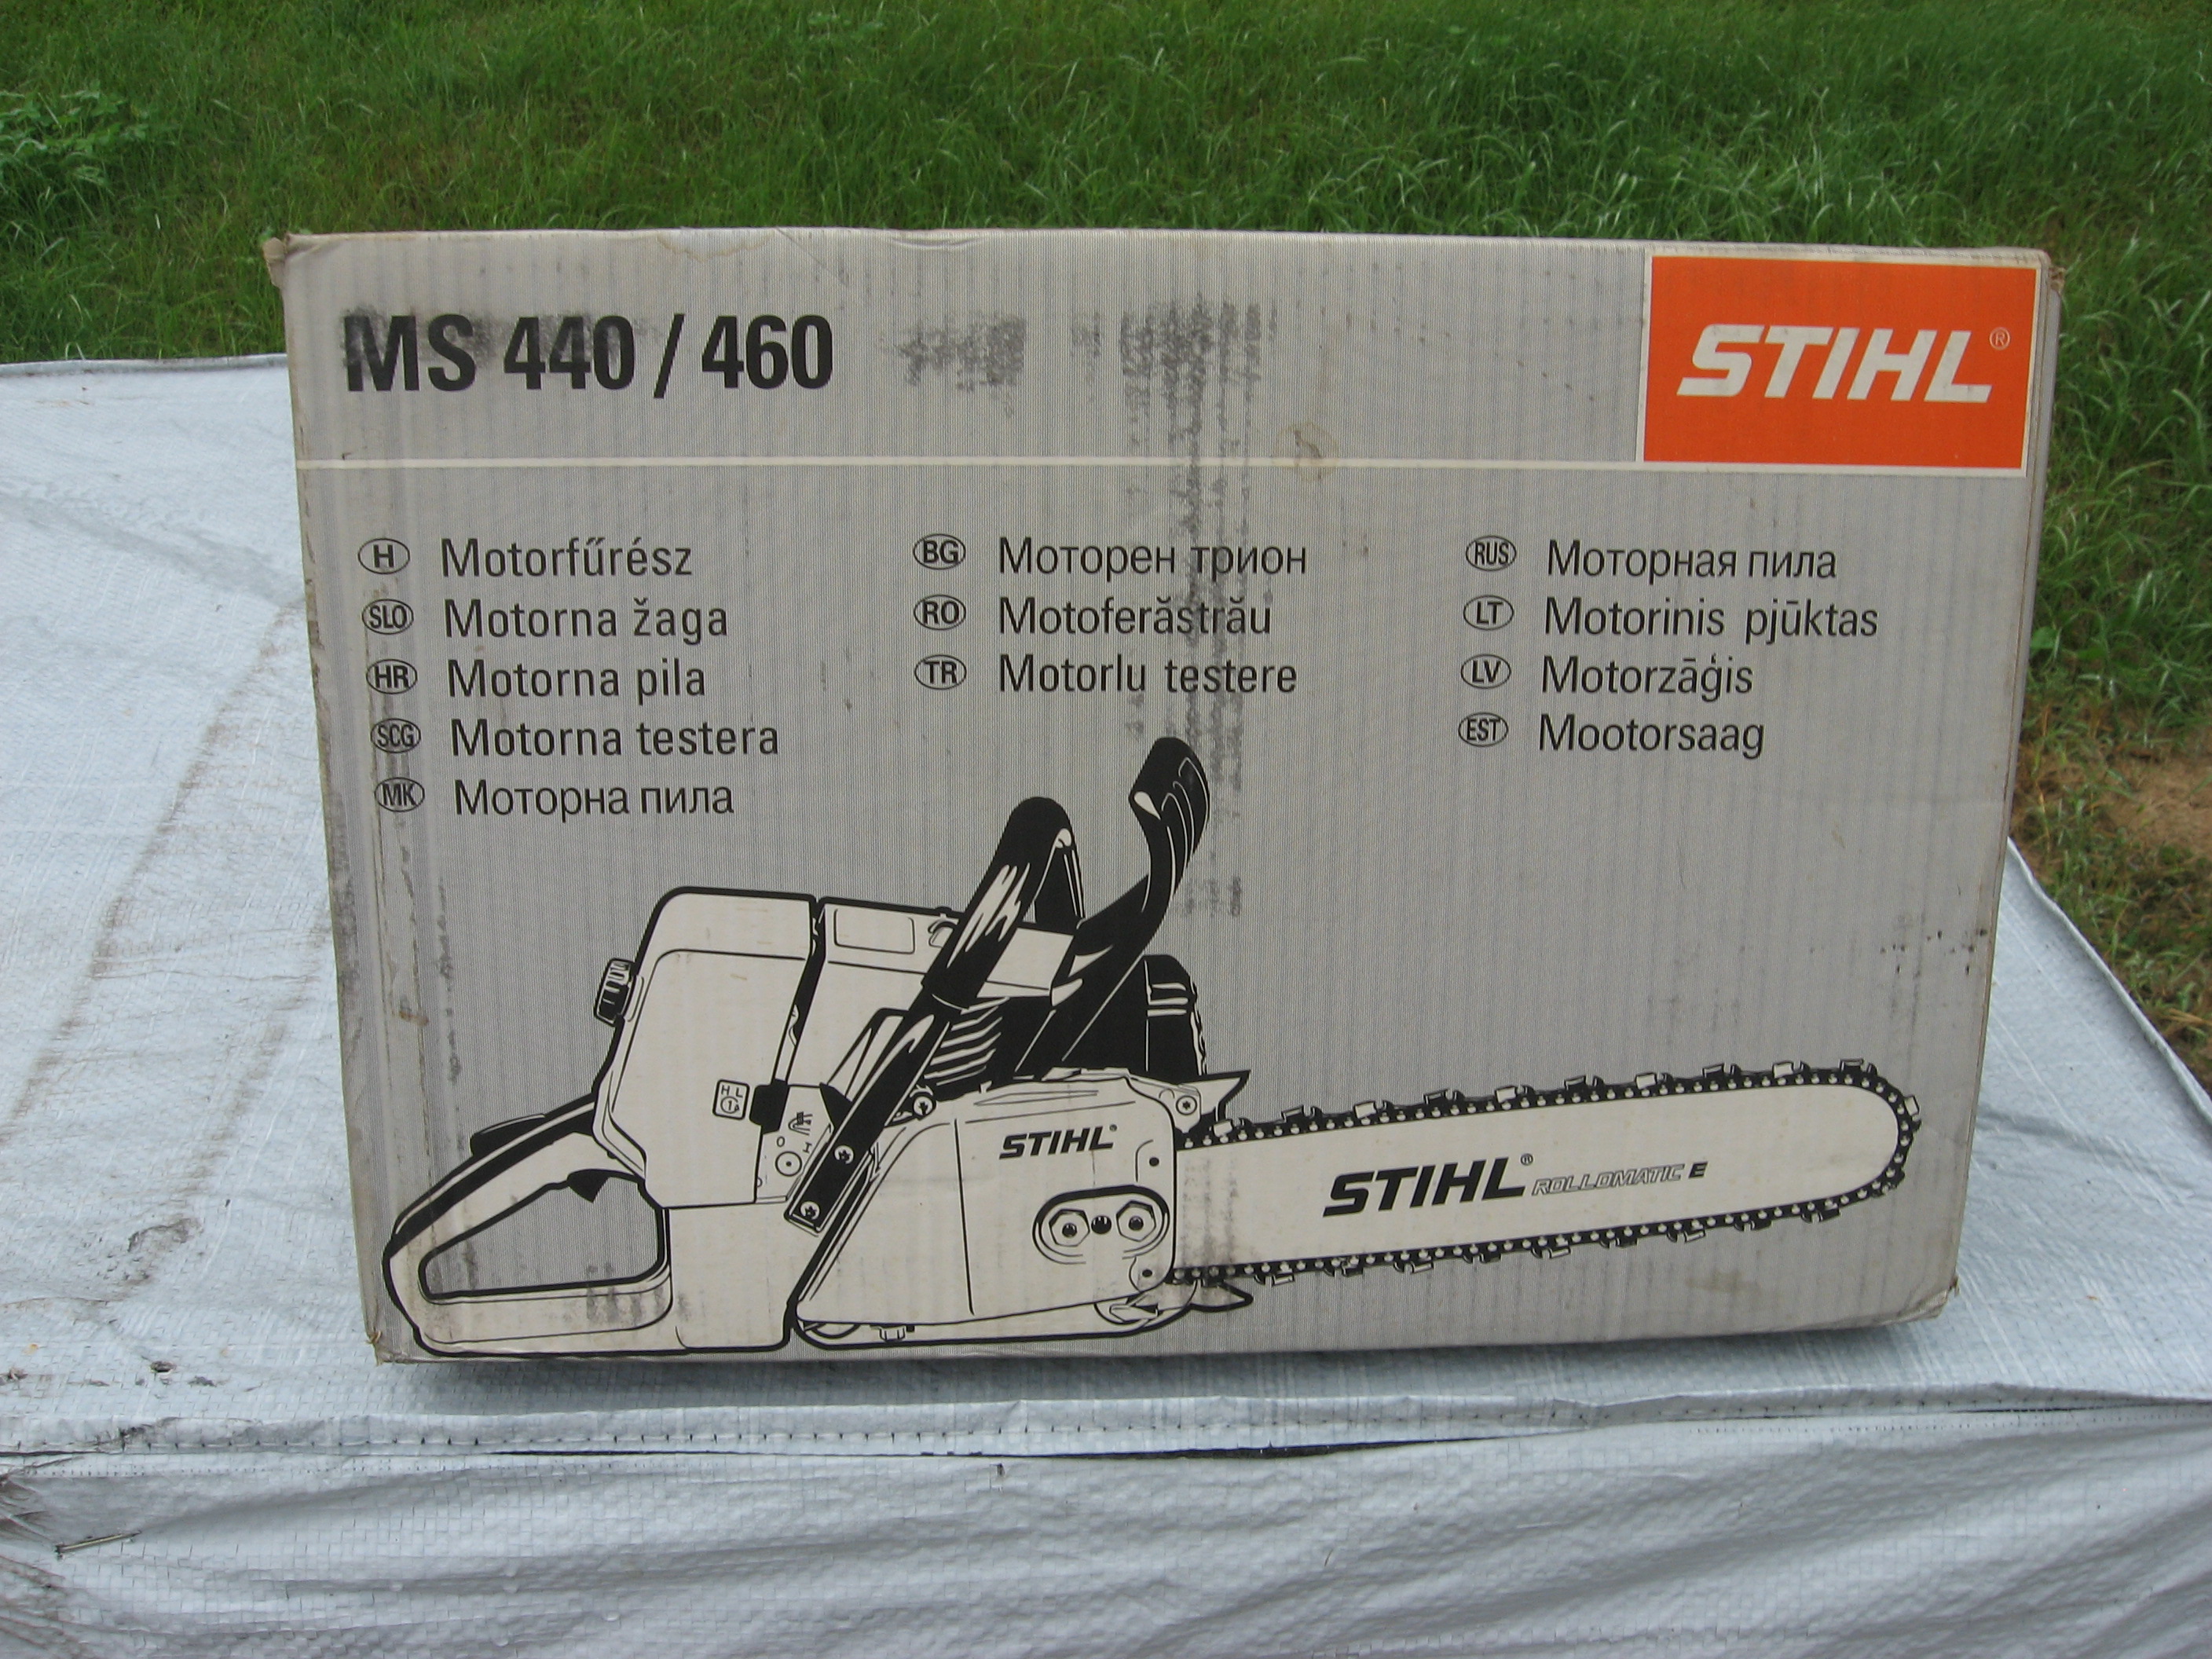 MS 440 / 460
STIHL®
H Motorfűrész
SLO Motorna žaga
HR Motorna pila
SCG Motorna testera
MK Моторна пила
BG Моторен трион
RO Motoferăstrău
TR Motorlu testere
RUS Моторная пила
LT Motorinis pjūktas
LV Motorzāģis
EST Mootorsaag
H L
1
H
STIHL®
STIHL® ROLLOMATIC E